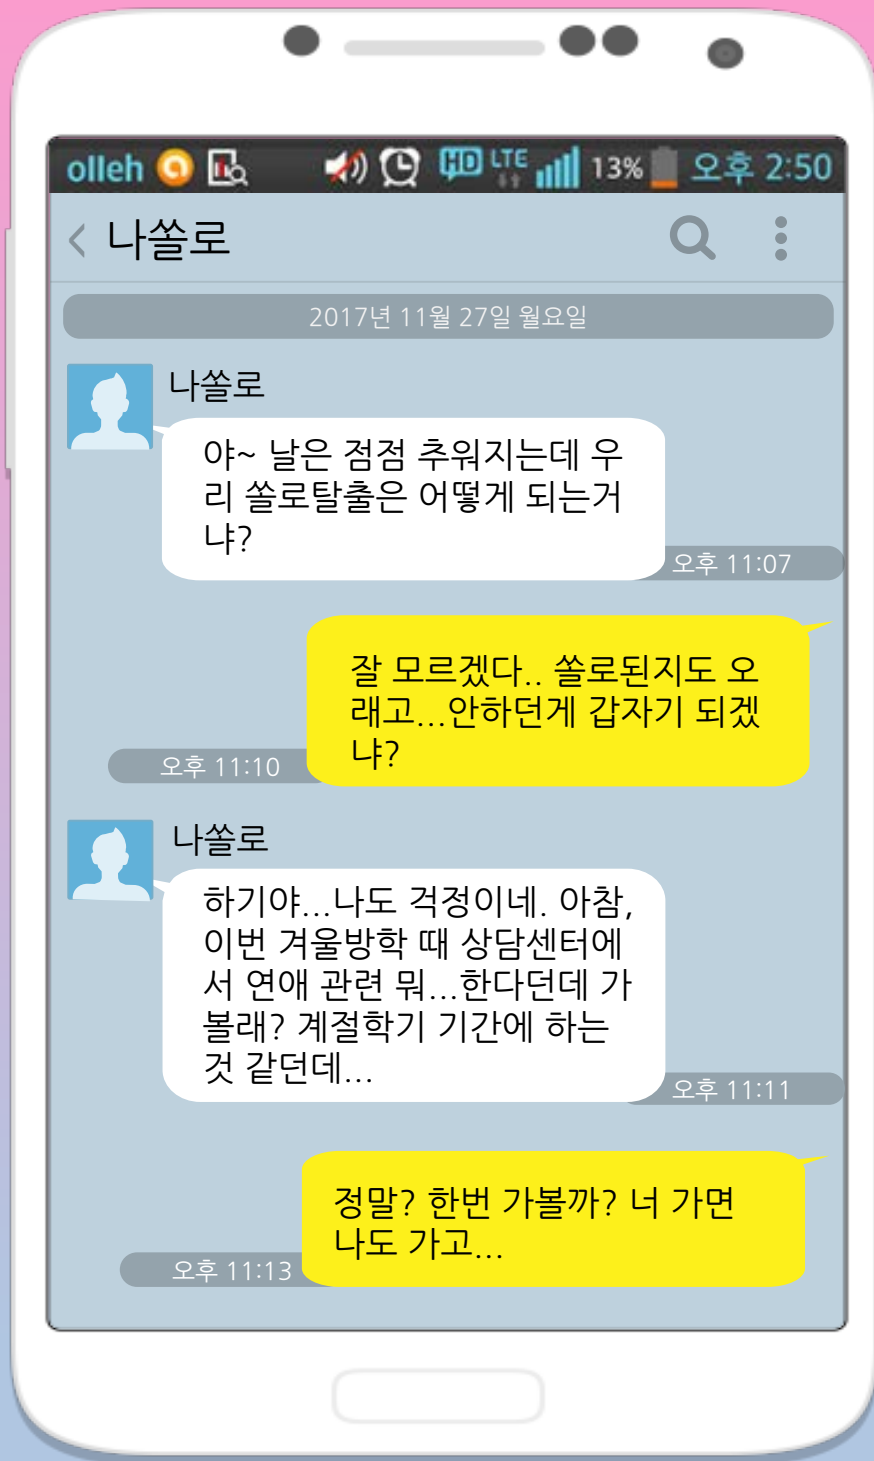 olleh HD LTE 13% 오후 2:50
나쏠로
2017년 11월 27일 월요일
나쏠로
야~ 날은 점점 추워지는데 우
리 쏠로탈출은 어떻게 되는거
냐?
오후 11:07
잘 모르겠다.. 쏠로된지도 오
래고...안하던게 갑자기 되겠
냐?
오후 11:10
나쏠로
하기야...나도 걱정이네. 아참,
이번 겨울방학 때 상담센터에
서 연애 관련 뭐...한다던데 가
볼래? 계절학기 기간에 하는
것 같던데...
오후 11:11
정말? 한번 가볼까? 너 가면
나도 가고...
오후 11:13